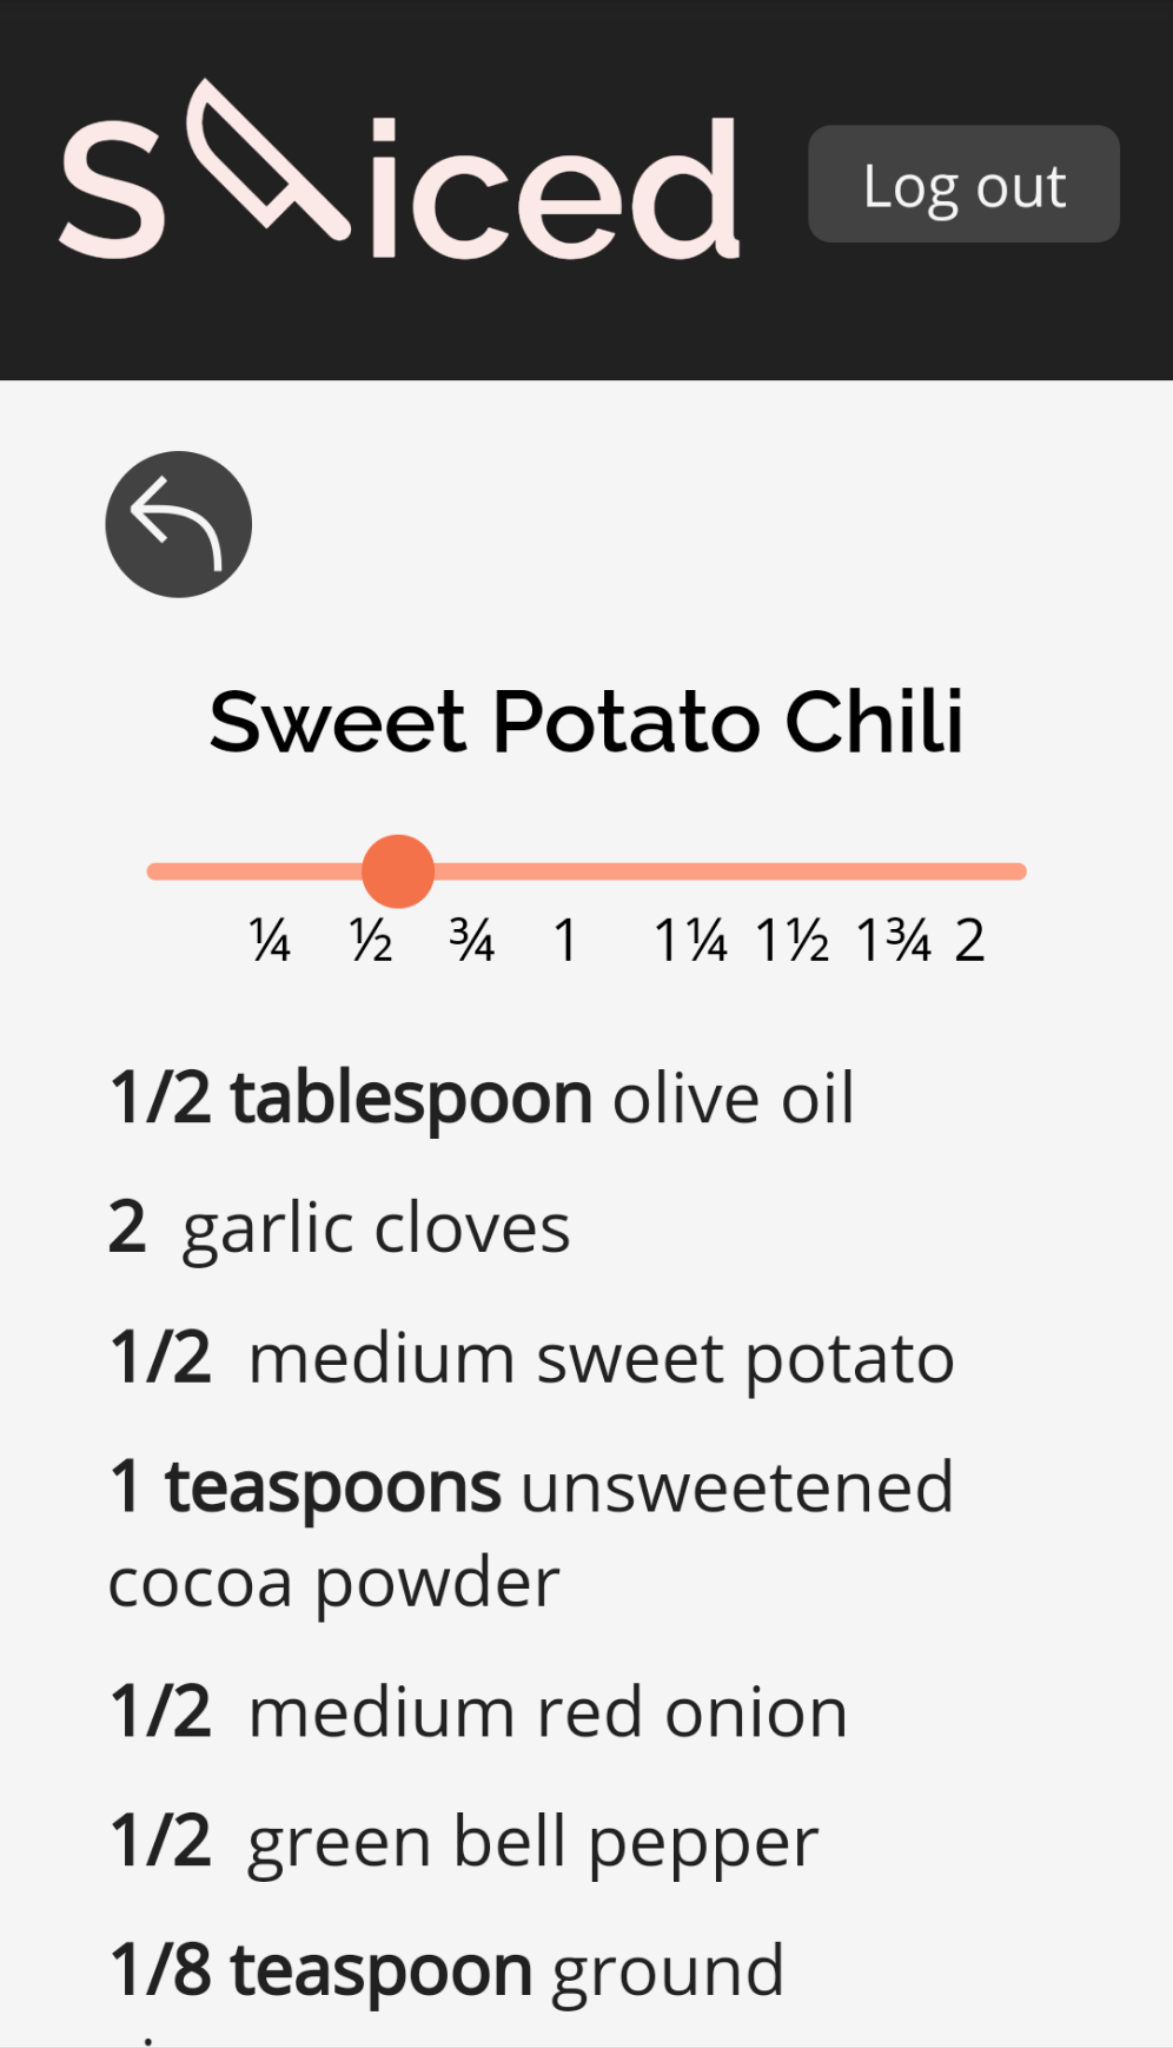 Sliced
Log out
Sweet Potato Chili
¼ ½ ¾ 1 1¼ 1½ 1¾ 2
1/2 tablespoon olive oil
2 garlic cloves
1/2 medium sweet potato
1 teaspoons unsweetened
cocoa powder
1/2 medium red onion
1/2 green bell pepper
1/8 teaspoon ground